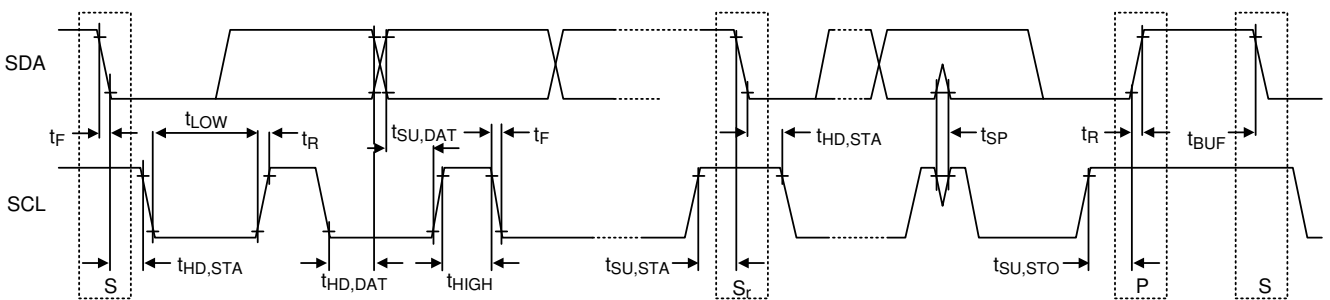 SDA
tF
tLOW
tR
tSU,DAT
tF
tHD,STA
tSP
tR
tBUF
SCL
S
tHD,STA
tHD,DAT
tHIGH
tSU,STA
Sr
tSU,STO
P
S